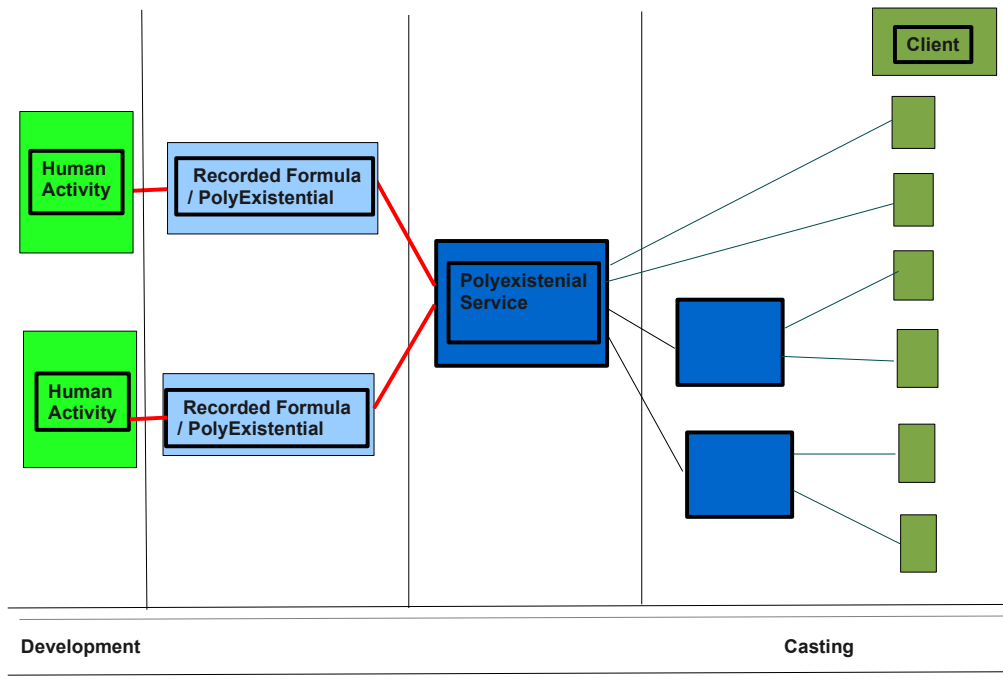 Client
Human
Activity
Recorded Formula
/ PolyExistential
Polyexistenial
Service
Human
Activity
Recorded Formula
/ PolyExistential
Development
Casting